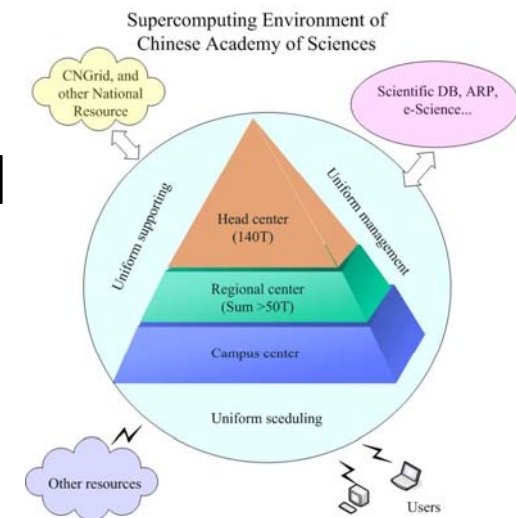 Supercomputing Environment of
Chinese Academy of Sciences
CNGrid, and
other National
Resource
Scientific DB, ARP,
e-Science...
Uniform supporting
Uniform management
Head center
(140T)
Regional center
(Sum >50T)
Campus center
Uniform sceduling
Other resources
Users